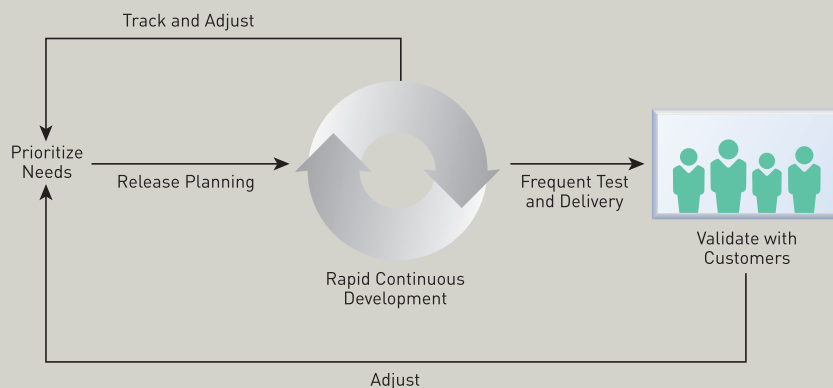 Track and Adjust
Prioritize
Needs
Release Planning
Rapid Continuous
Development
Frequent Test
and Delivery
Validate with
Customers
Adjust